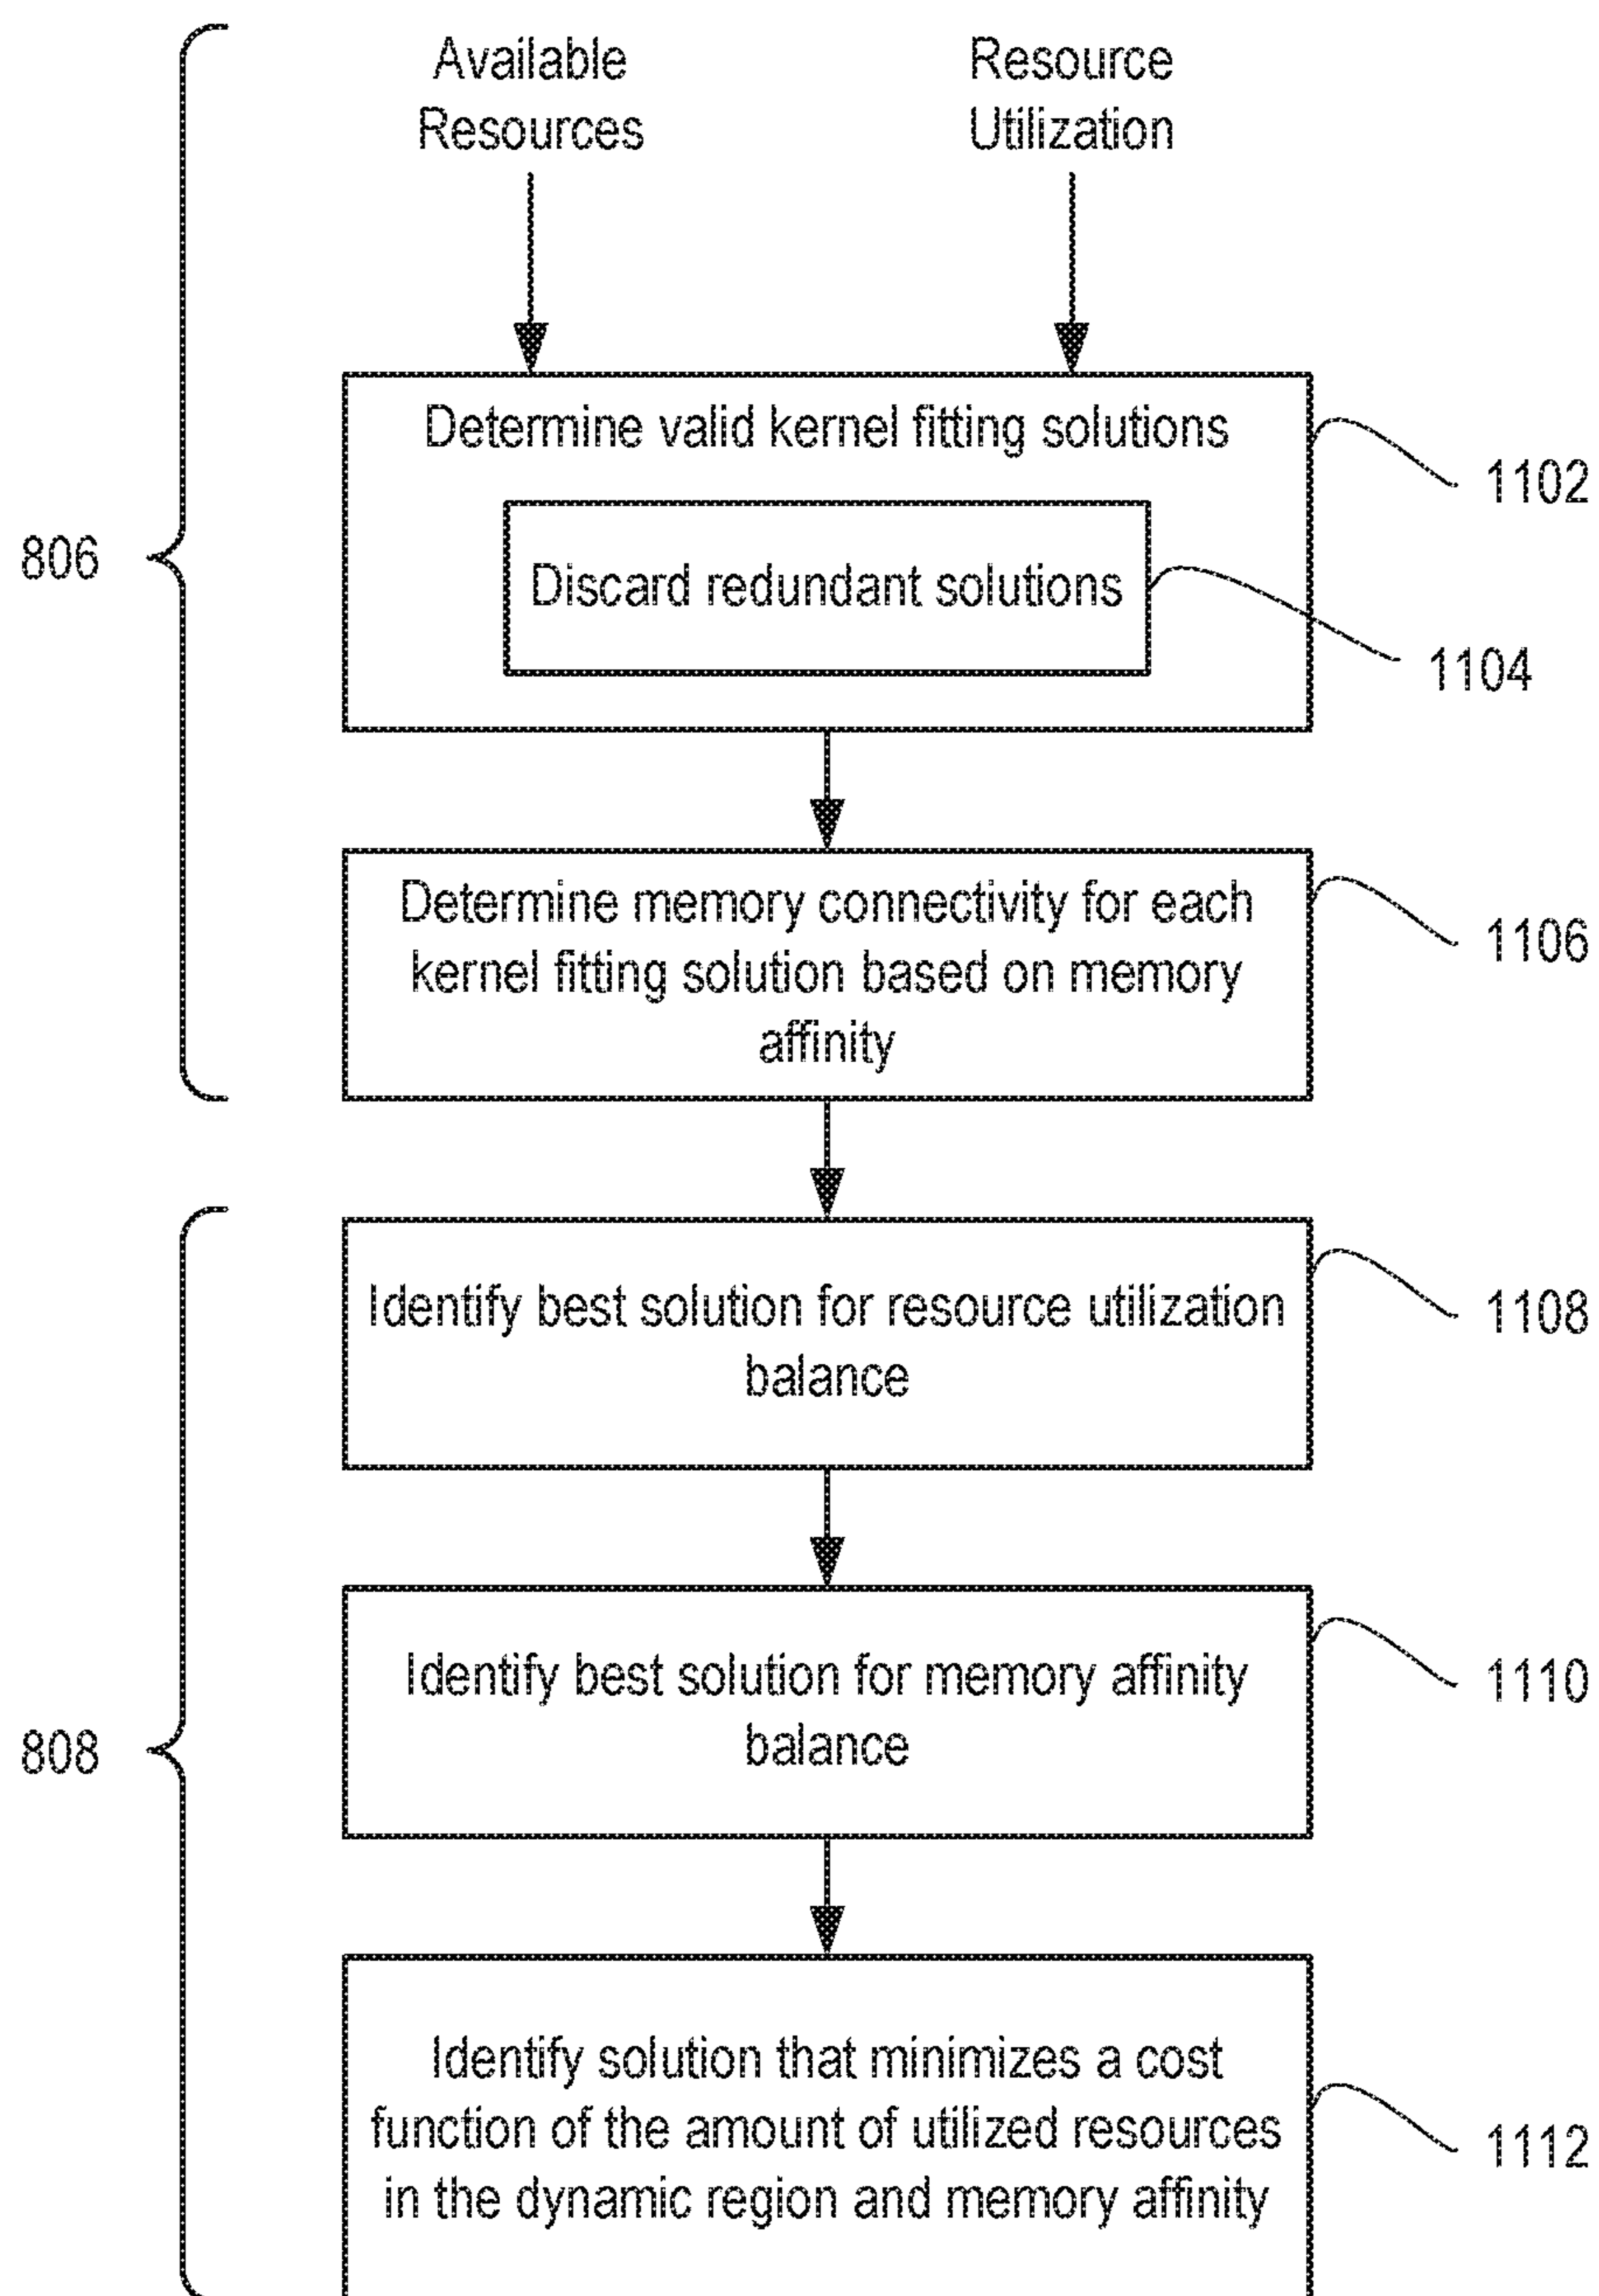 Available
Resources
Resource
Utilization
Determine valid kernel fitting solutions
1102
806
Discard redundant solutions
1104
Determine memory connectivity for each
kernel fitting solution based on memory
affinity
1106
Identify best solution for resource utilization
balance
1108
Identify best solution for memory affinity
balance
1110
808
Identify solution that minimizes a cost
function of the amount of utilized resources
in the dynamic region and memory affinity
1112